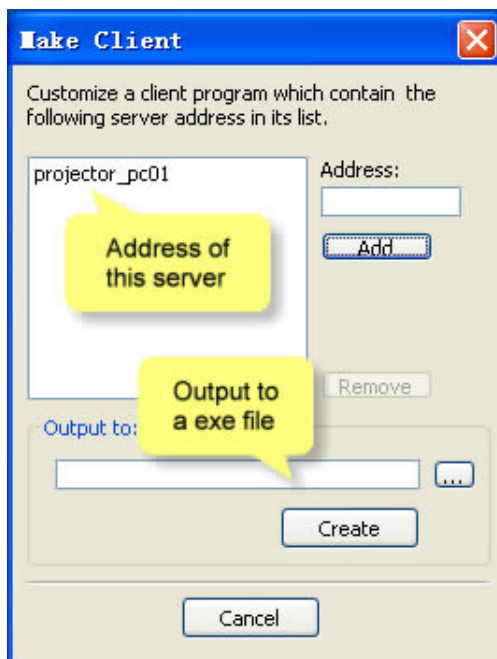 Make Client
Customize a client program which contain the
following server address in its list.
projector_pc01
Address:
Address of
this server
Add
Output to
a exe file
Remove
Output to:
...
Create
Cancel